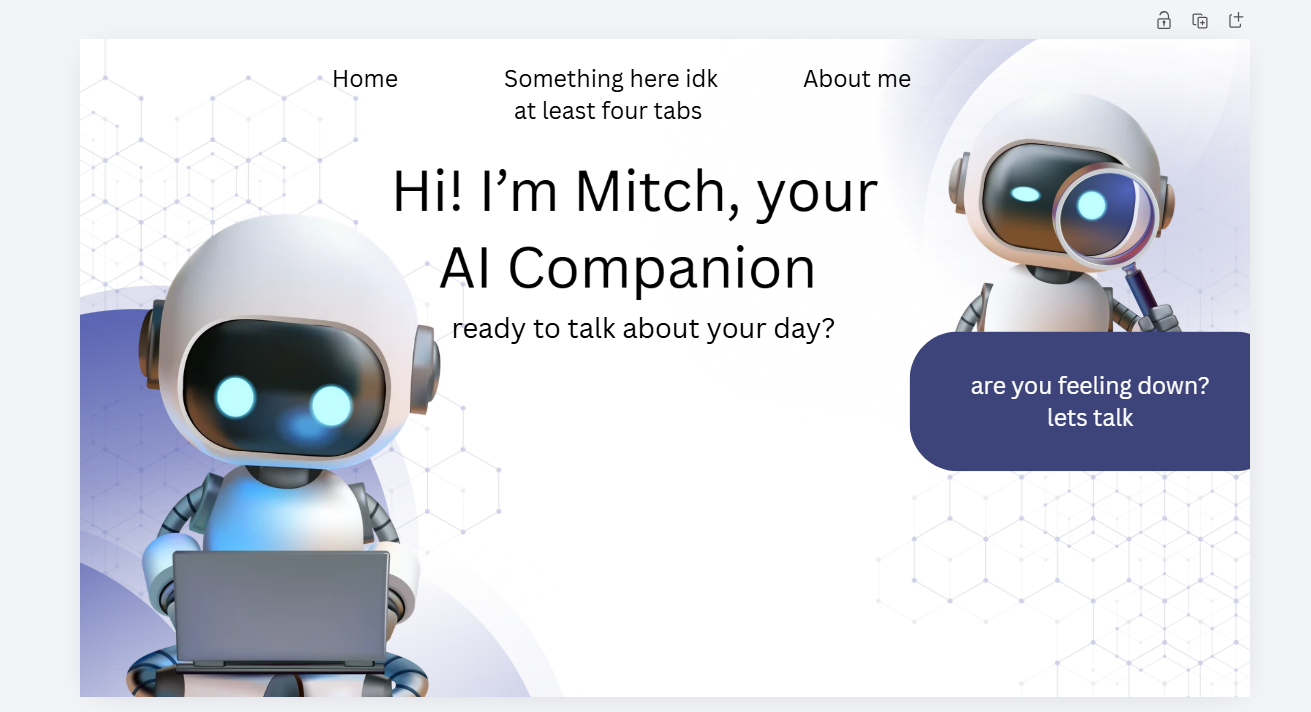 Home
Something here idk
at least four tabs
About me
Hi! I’m Mitch, your
AI Companion
ready to talk about your day?
are you feeling down?
lets talk